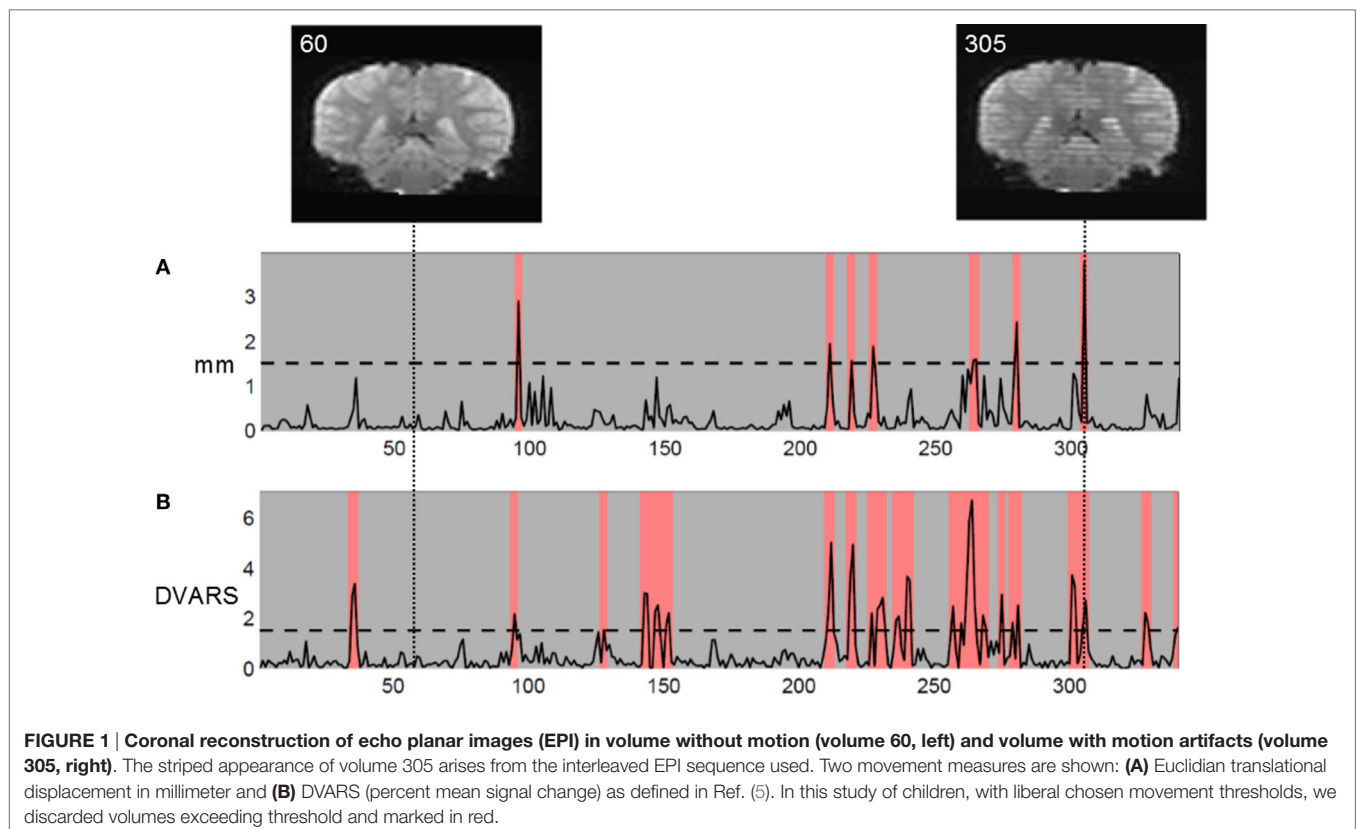 60
305
A
3
2
mm
1
0
50
100
150
200
250
300
B
6
4
DVARS
2
0
50
100
150
200
250
300
FIGURE 1 | Coronal reconstruction of echo planar images (EPI) in volume without motion (volume 60, left) and volume with motion artifacts (volume
305, right). The striped appearance of volume 305 arises from the interleaved EPI sequence used. Two movement measures are shown: (A) Euclidian translational
displacement in millimeter and (B) DVARS (percent mean signal change) as defined in Ref. (5). In this study of children, with liberal chosen movement thresholds, we
discarded volumes exceeding threshold and marked in red.